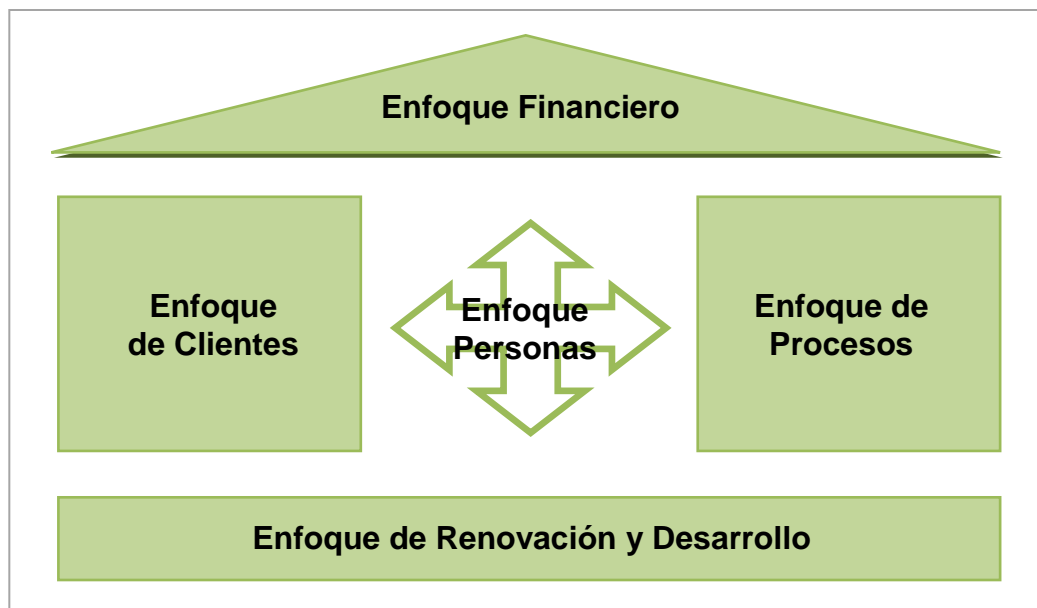 Enfoque Financiero
Enfoque
de Clientes
Enfoque
Personas
Enfoque de
Procesos
Enfoque de Renovación y Desarrollo